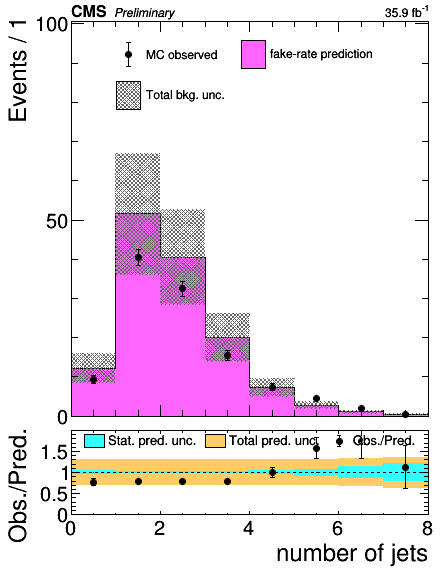 CMS Preliminary 35.9 fb⁻¹
100
Events / 1
MC observed
fake-rate prediction
Total bkg. unc.
50
0
Stat. pred. unc.
Total pred. unc.
Obs./Pred.
Obs./Pred.
1.5
1
0.5
0
0 2 4 6 8
number of jets